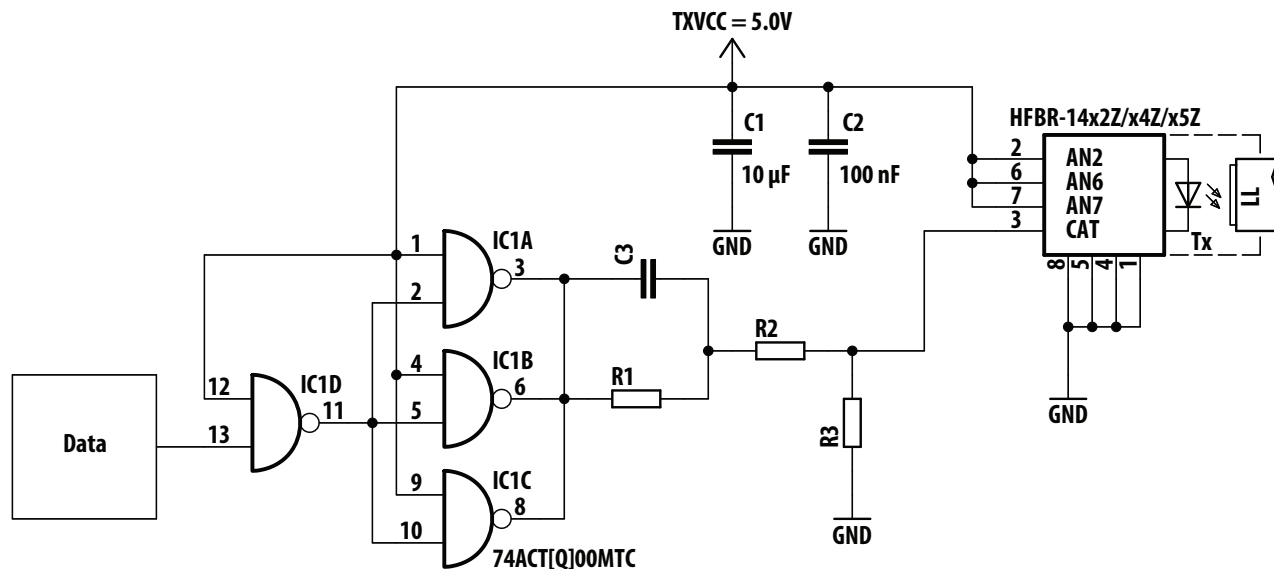 TXVCC = 5.0V
HFBR-14x2Z/x4Z/x5Z
C1
10 µF
C2
100 nF
GND
GND
2
6
7
3
AN2
AN6
AN7
CAT
Tx
LL
8
5
4
1
GND
1
2
IC1A
3
C3
4
5
IC1B
6
R1
R2
R3
GND
12
13
IC1D
11
Data
9
10
IC1C
8
74ACT[Q]00MTC